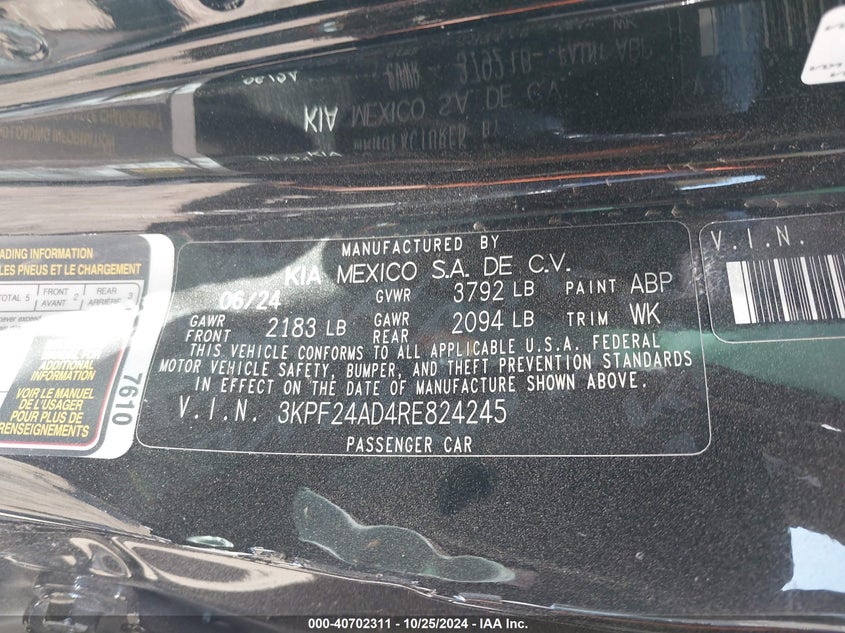 MANUFACTURED BY
KIA MEXICO S.A. DE C.V.
06/24 GVWR 3792 LB PAINT ABP
GAWR FRONT 2183 LB GAWR REAR 2094 LB TRIM WK
THIS VEHICLE CONFORMS TO ALL APPLICABLE U.S.A. FEDERAL
MOTOR VEHICLE SAFETY, BUMPER, AND THEFT PREVENTION STANDARDS
IN EFFECT ON THE DATE OF MANUFACTURE SHOWN ABOVE.
V.I.N. 3KPF24AD4RE824245
PASSENGER CAR
V.I.N.
LOADING INFORMATION
LES PNEUS ET LE CHARGEMENT
TOTAL 5 FRONT AVANT 2 REAR ARRIÈRE 3
never exceed
ADDITIONAL
INFORMATION
VOIR LE MANUEL
DE L'USAGER
POUR PLUS DE
RENSEIGNEMENTS
7610
000-40702311 - 10/25/2024 - IAA Inc.